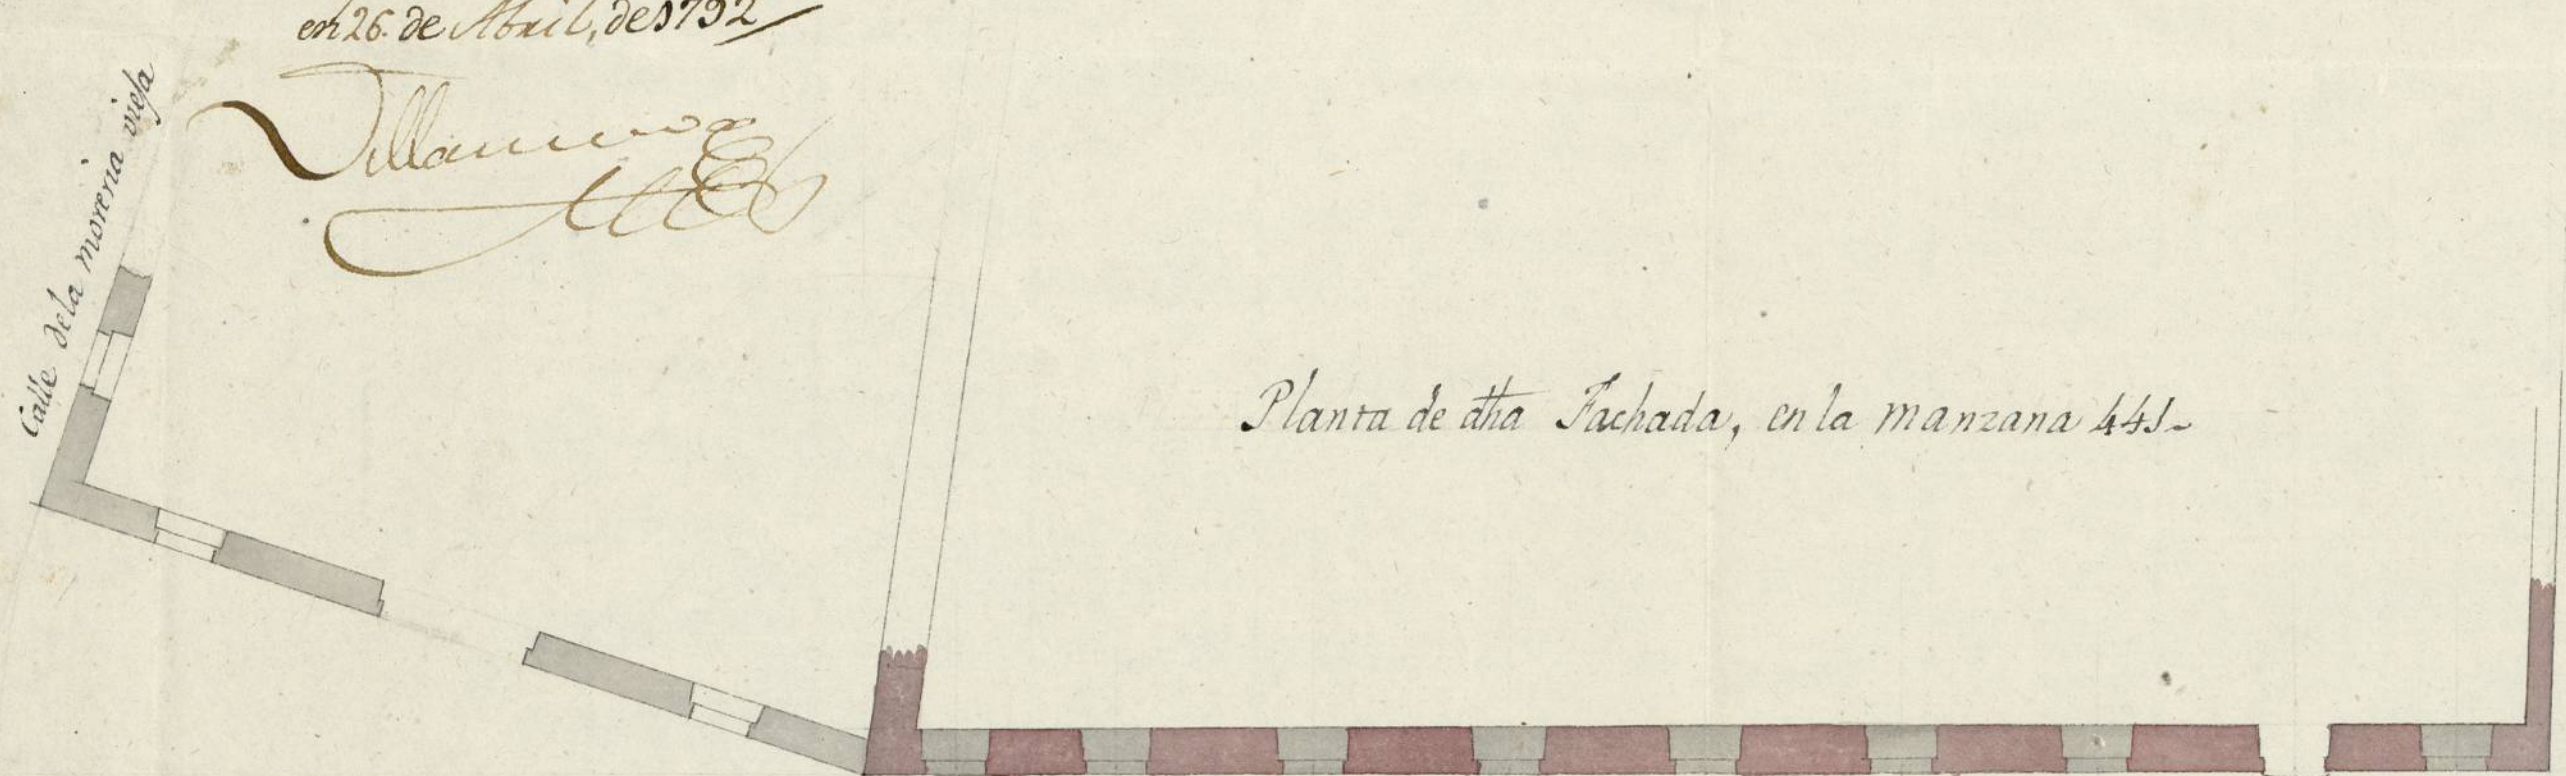 en 26. de Abril, de 1792
Villanueva
Calle de la moreria vieja
Planta de dha Fachada, en la manzana 441~